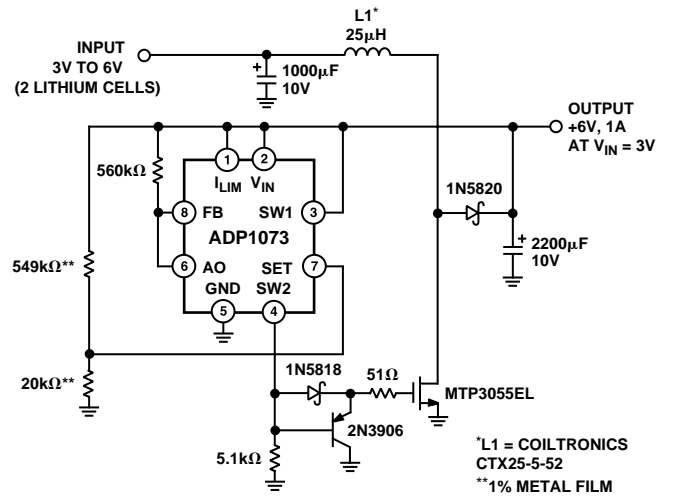 L1*
25μH
INPUT
3V TO 6V
(2 LITHIUM CELLS)
+
1000μF
10V
OUTPUT
+6V, 1A
AT VIN = 3V
560kΩ
1
2
ILIM
VIN
1N5820
8
FB
SW1
3
ADP1073
549kΩ**
6
AO
SET
7
GND
SW2
5
4
+
2200μF
10V
20kΩ**
1N5818
51Ω
MTP3055EL
2N3906
5.1kΩ
*L1 = COILTRONICS
CTX25-5-52
**1% METAL FILM